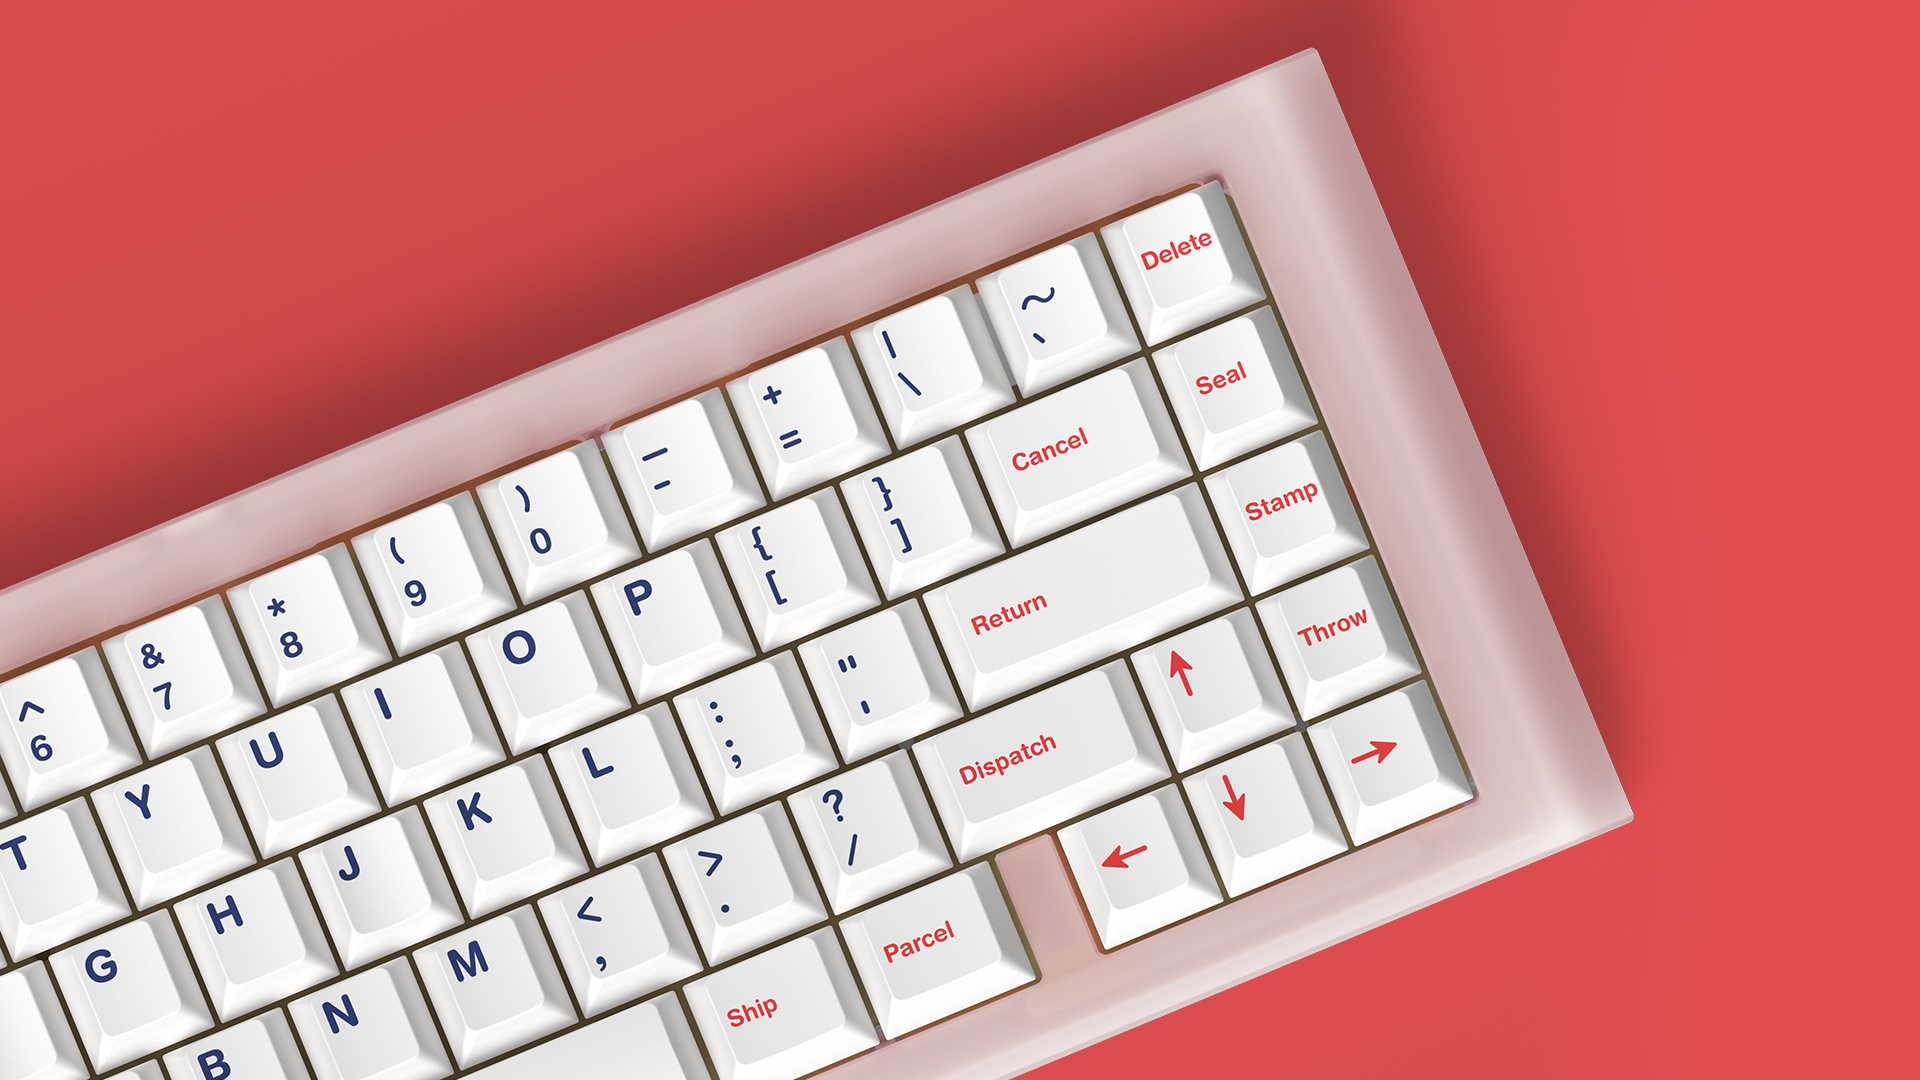 ^
6
&
7
*
8
(
9
)
0
_
-
+
=
|
\
~
`
Delete
T
Y
U
I
O
P
{
[
}
]
Cancel
Seal
G
H
J
K
L
:
;
"
'
Return
Stamp
B
N
M
<
,
>
.
?
/
Dispatch
↑
Throw
Ship
Parcel
←
↓
→